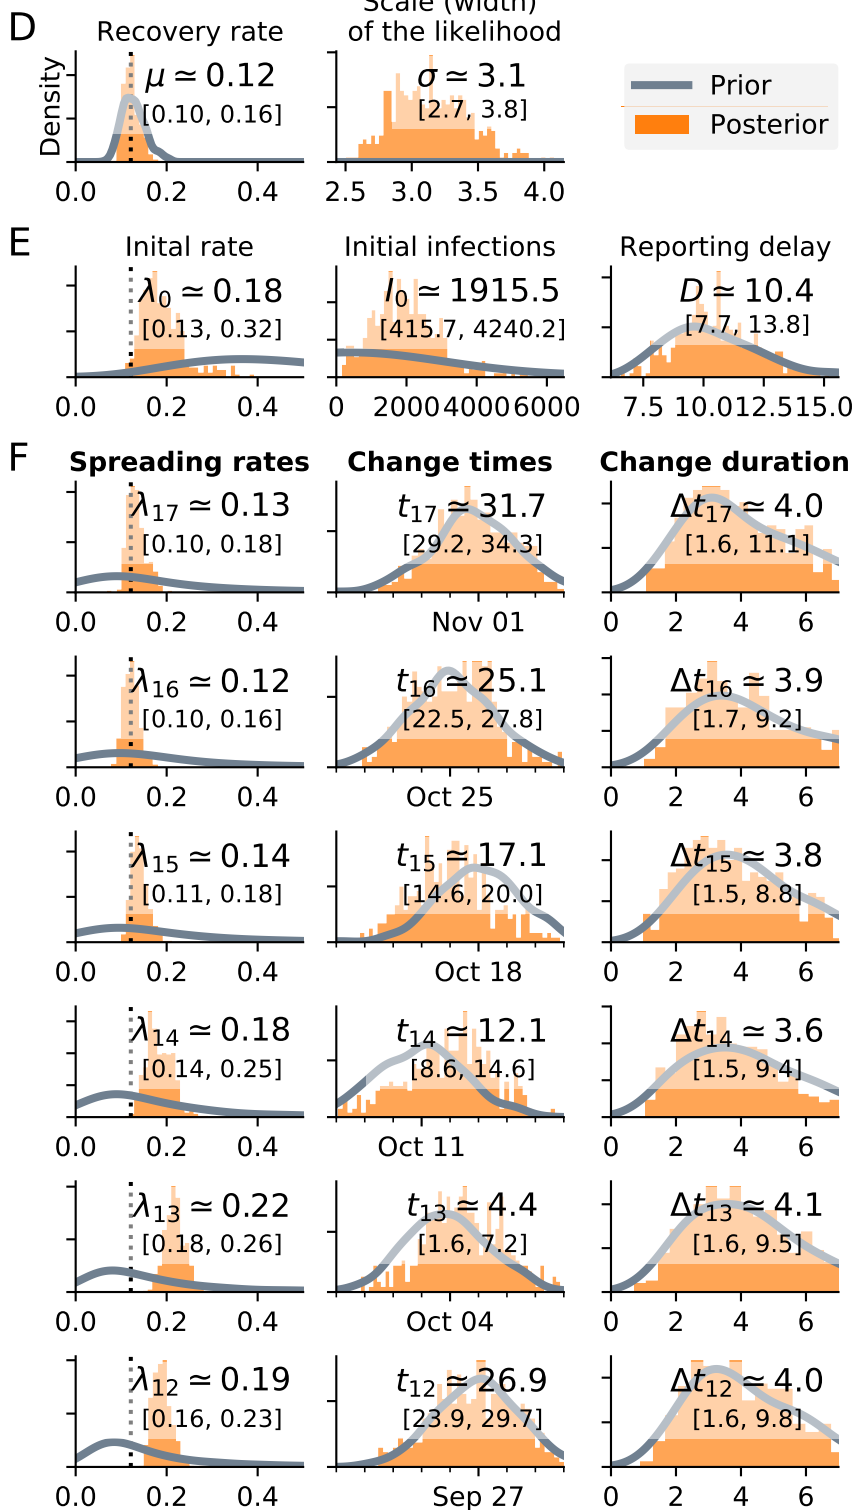 D
Recovery rate
Scale (width)
of the likelihood
Density
μ ≃ 0.12
[0.10, 0.16]
σ ≃ 3.1
[2.7, 3.8]
Prior
Posterior
0.0 0.2 0.4
2.5 3.0 3.5 4.0
E
Inital rate
Initial infections
Reporting delay
λ0 ≃ 0.18
[0.13, 0.32]
I0 ≃ 1915.5
[415.7, 4240.2]
D ≃ 10.4
[7.7, 13.8]
0.0 0.2 0.4
0 2000 4000 6000
7.5 10.0 12.5 15.0
F
Spreading rates
Change times
Change duration
λ17 ≃ 0.13
[0.10, 0.18]
t17 ≃ 31.7
[29.2, 34.3]
Δt17 ≃ 4.0
[1.6, 11.1]
0.0 0.2 0.4
Nov 01
0 2 4 6
λ16 ≃ 0.12
[0.10, 0.16]
t16 ≃ 25.1
[22.5, 27.8]
Δt16 ≃ 3.9
[1.7, 9.2]
0.0 0.2 0.4
Oct 25
0 2 4 6
λ15 ≃ 0.14
[0.11, 0.18]
t15 ≃ 17.1
[14.6, 20.0]
Δt15 ≃ 3.8
[1.5, 8.8]
0.0 0.2 0.4
Oct 18
0 2 4 6
λ14 ≃ 0.18
[0.14, 0.25]
t14 ≃ 12.1
[8.6, 14.6]
Δt14 ≃ 3.6
[1.5, 9.4]
0.0 0.2 0.4
Oct 11
0 2 4 6
λ13 ≃ 0.22
[0.18, 0.26]
t13 ≃ 4.4
[1.6, 7.2]
Δt13 ≃ 4.1
[1.6, 9.5]
0.0 0.2 0.4
Oct 04
0 2 4 6
λ12 ≃ 0.19
[0.16, 0.23]
t12 ≃ 26.9
[23.9, 29.7]
Δt12 ≃ 4.0
[1.6, 9.8]
0.0 0.2 0.4
Sep 27
0 2 4 6